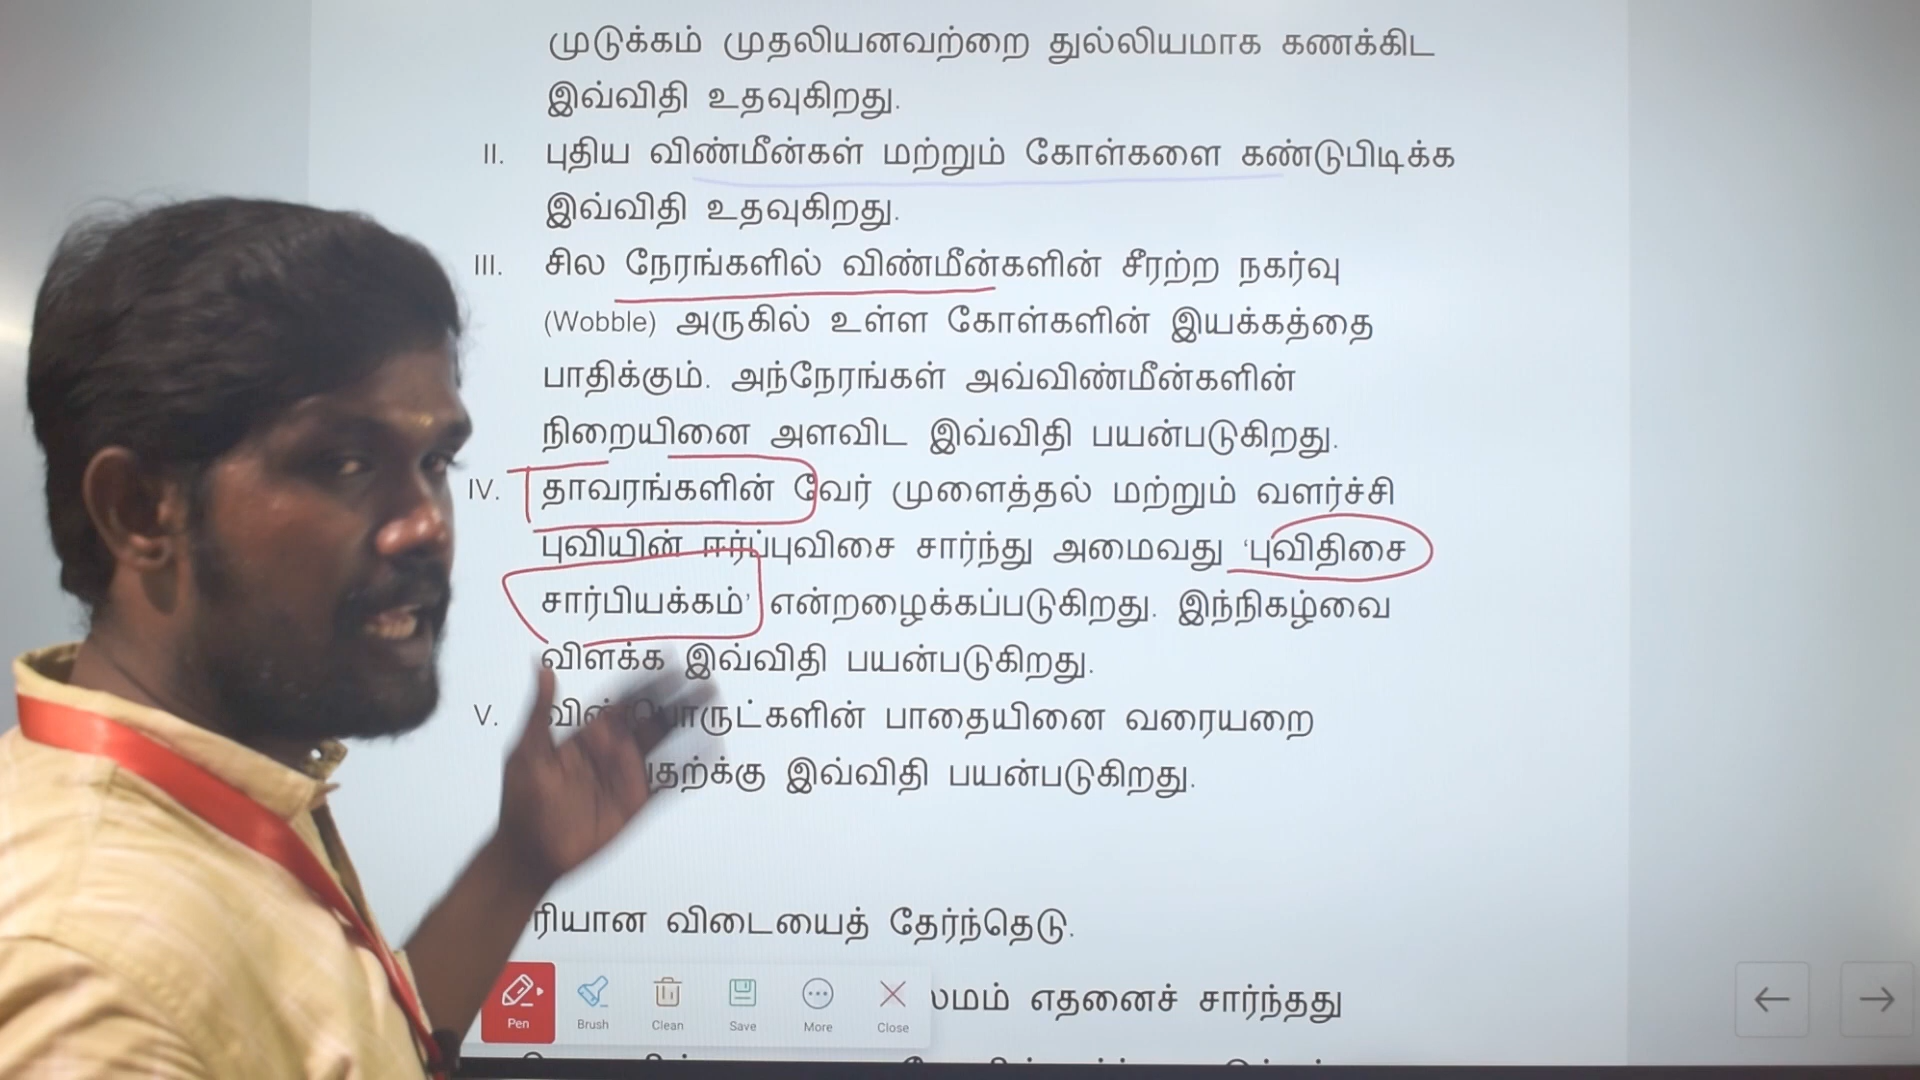 முடுக்கம் முதலியனவற்றை துல்லியமாக கணக்கிட
இவ்விதி உதவுகிறது.
II. புதிய விண்மீன்கள் மற்றும் கோள்களை கண்டுபிடிக்க
இவ்விதி உதவுகிறது.
III. சில நேரங்களில் விண்மீன்களின் சீரற்ற நகர்வு
(Wobble) அருகில் உள்ள கோள்களின் இயக்கத்தை
பாதிக்கும். அந்நேரங்கள் அவ்விண்மீன்களின்
நிறையினை அளவிட இவ்விதி பயன்படுகிறது.
IV. தாவரங்களின் வேர் முளைத்தல் மற்றும் வளர்ச்சி
புவியின் ஈர்ப்புவிசை சார்ந்து அமைவது ‘புவிதிசை
சார்பியக்கம்’ என்றழைக்கப்படுகிறது. இந்நிகழ்வை
விளக்க இவ்விதி பயன்படுகிறது.
V. பாதையினை வரையறை
இவ்விதி பயன்படுகிறது.
விடையைத் தேர்ந்தெடு.
எதனைச் சார்ந்தது
Pen Brush Clean Save More Close